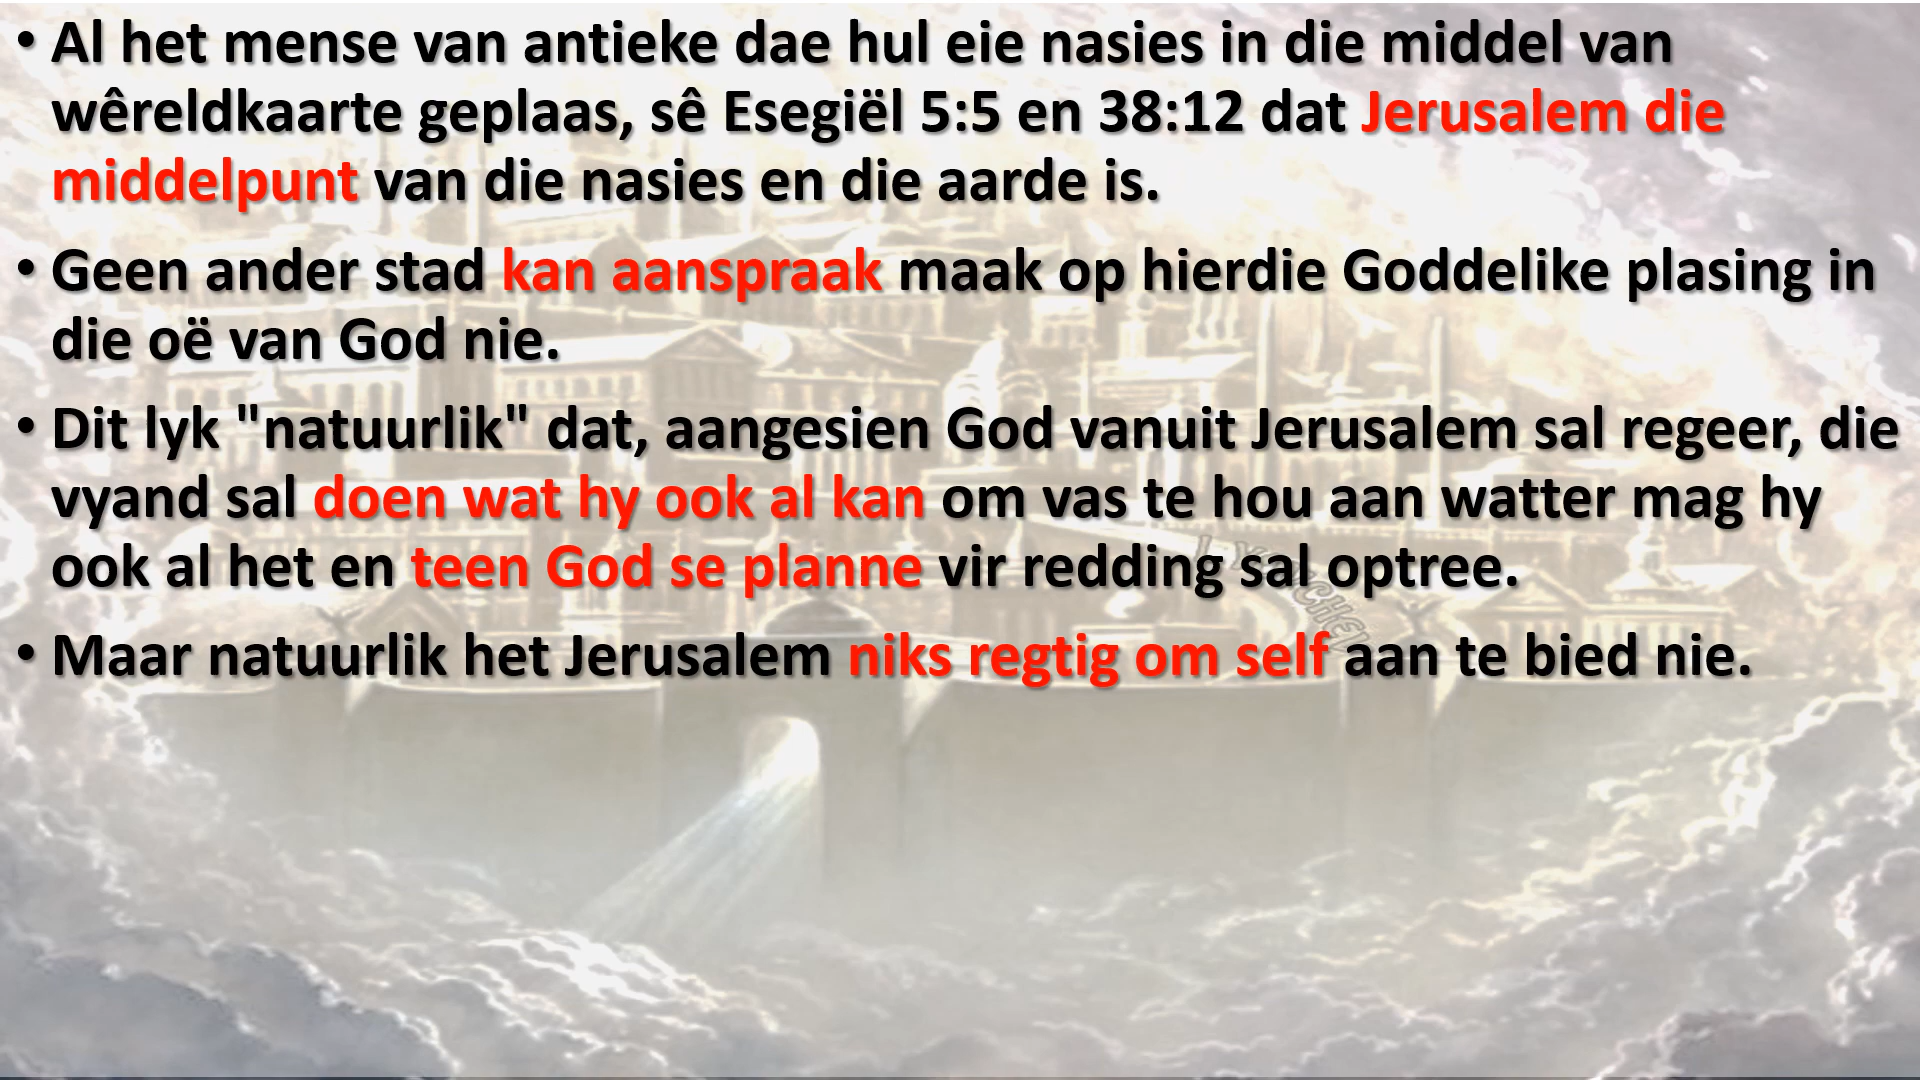 • Al het mense van antieke dae hul eie nasies in die middel van
wêreldkaarte geplaas, sê Esegiël 5:5 en 38:12 dat Jerusalem die
middelpunt van die nasies en die aarde is.
• Geen ander stad kan aanspraak maak op hierdie Goddelike plasing in
die oë van God nie.
• Dit lyk "natuurlik" dat, aangesien God vanuit Jerusalem sal regeer, die
vyand sal doen wat hy ook al kan om vas te hou aan watter mag hy
ook al het en teen God se planne vir redding sal optree.
• Maar natuurlik het Jerusalem niks regtig om self aan te bied nie.